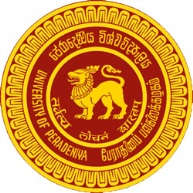 පේරාදෙණිය විශ්වවිද්‍යාලය
UNIVERSITY OF PERADENIYA
பேராதனைப் பல்கலைக்கழகம்